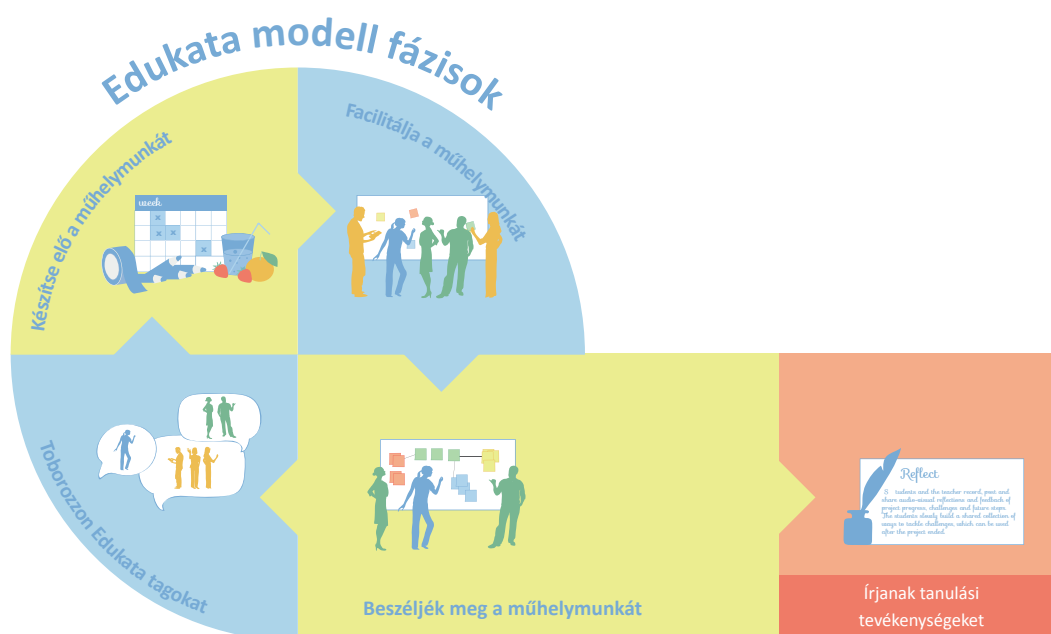 Edukata modell fázisok
Készítse elő a műhelymunkát
Facilitálja a műhelymunkát
week
Toborozzon Edukata tagokat
Beszéljék meg a műhelymunkát
Reflect
S tudents and the teacher record, post and
share audio-visual reflections and feedback of
project progress, challenges and future steps.
The students slowly build a shared collection of
ways to tackle challenges, which can be used
after the project ended.
Írjanak tanulási
tevékenységeket